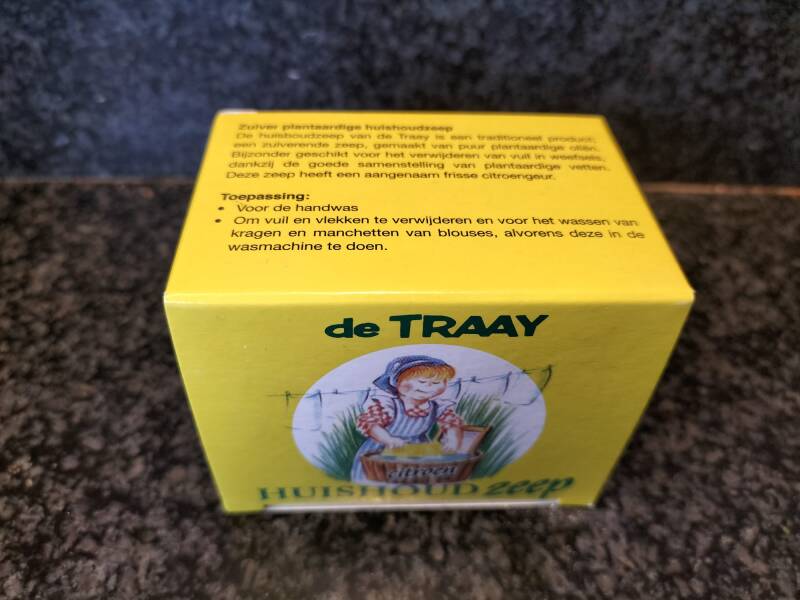 Zuiver plantaardige huishoudzeep
De huishoudzeep van de Traay is een traditioneel product;
een zuiverende zeep, gemaakt van puur plantaardige oliën.
Bijzonder geschikt voor het verwijderen van vuil in weefsels,
dankzij de goede samenstelling van plantaardige vetten.
Deze zeep heeft een aangenaam frisse citroengeur.
Toepassing:
• Voor de handwas
• Om vuil en vlekken te verwijderen en voor het wassen van
kragen en manchetten van blouses, alvorens deze in de
wasmachine te doen.
de TRAAY
citroen
HUISHOUDzeep